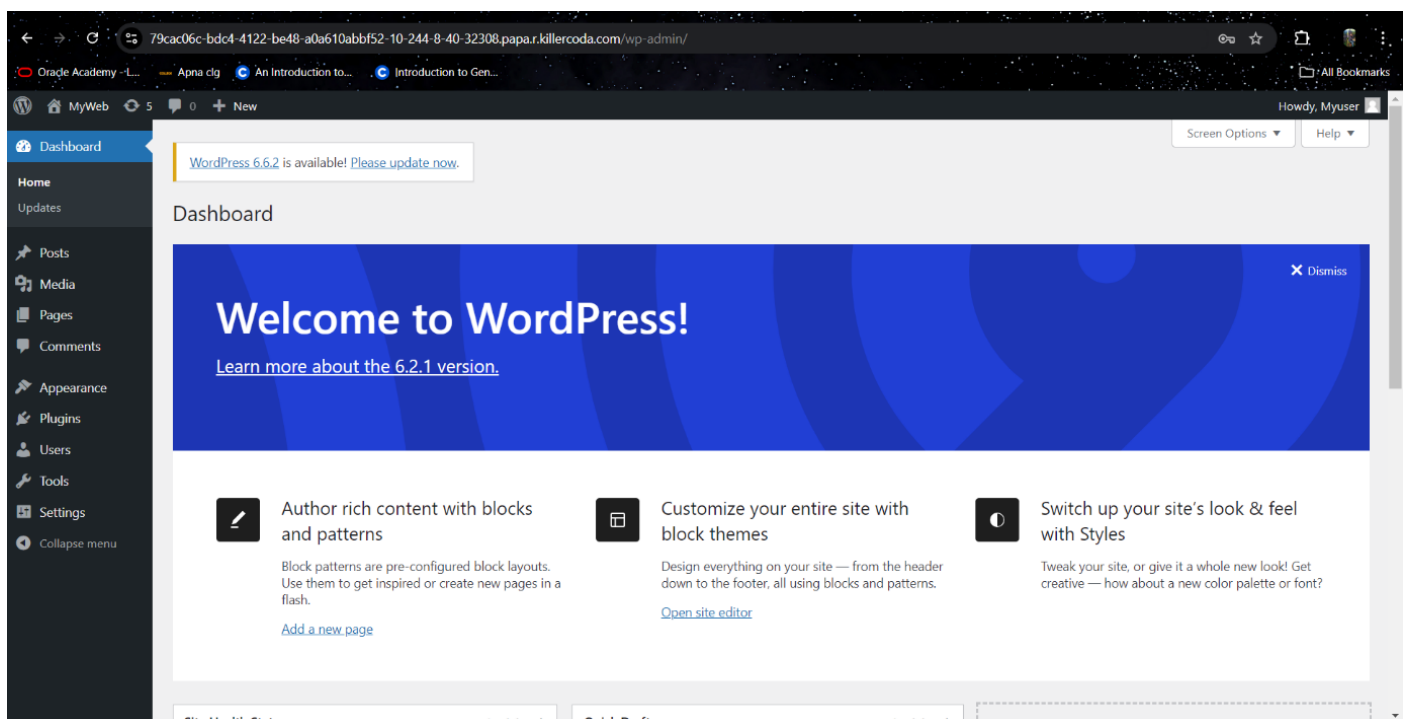 79cac06c-bdc4-4122-be48-a0a610abbf52-10-244-8-40-32308.papa.r.killercoda.com/wp-admin/
Oracle Academy - L... Apna clg An Introduction to... Introduction to Gen... All Bookmarks
MyWeb 5 0 + New Howdy, Myuser
Screen Options ▼ Help ▼
Dashboard
Home
Updates
Posts
Media
Pages
Comments
Appearance
Plugins
Users
Tools
Settings
Collapse menu
WordPress 6.6.2 is available! Please update now.
Dashboard
Dismiss
Welcome to WordPress!
Learn more about the 6.2.1 version.
Author rich content with blocks
and patterns
Block patterns are pre-configured block layouts.
Use them to get inspired or create new pages in a
flash.
Add a new page
Customize your entire site with
block themes
Design everything on your site — from the header
down to the footer, all using blocks and patterns.
Open site editor
Switch up your site's look & feel
with Styles
Tweak your site, or give it a whole new look! Get
creative — how about a new color palette or font?